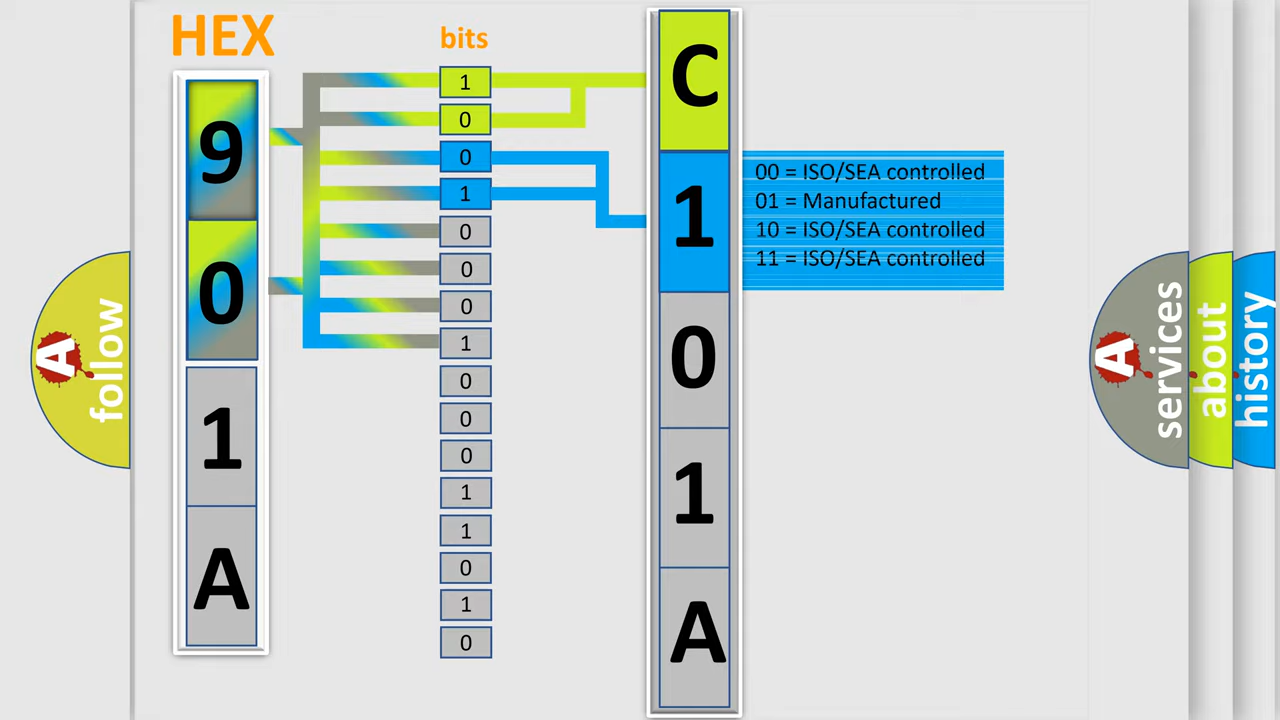 HEX
bits
9
0
1
A
1
0
0
1
0
0
0
1
0
0
0
1
1
0
1
0
C
1
0
1
A
00 = ISO/SEA controlled
01 = Manufactured
10 = ISO/SEA controlled
11 = ISO/SEA controlled
A
follow
A
services
about
history